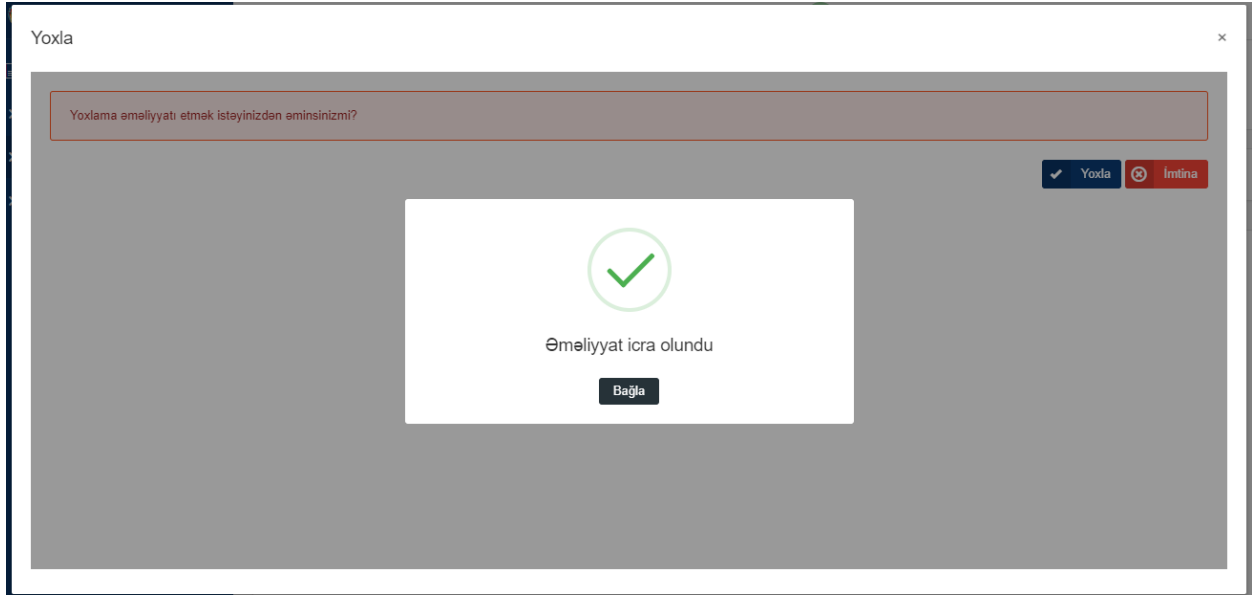 Yoxla
×
Yoxlama əməliyyatı etmək istəyinizdən əminsinizmi?
Yoxla
İmtina
Əməliyyat icra olundu
Bağla